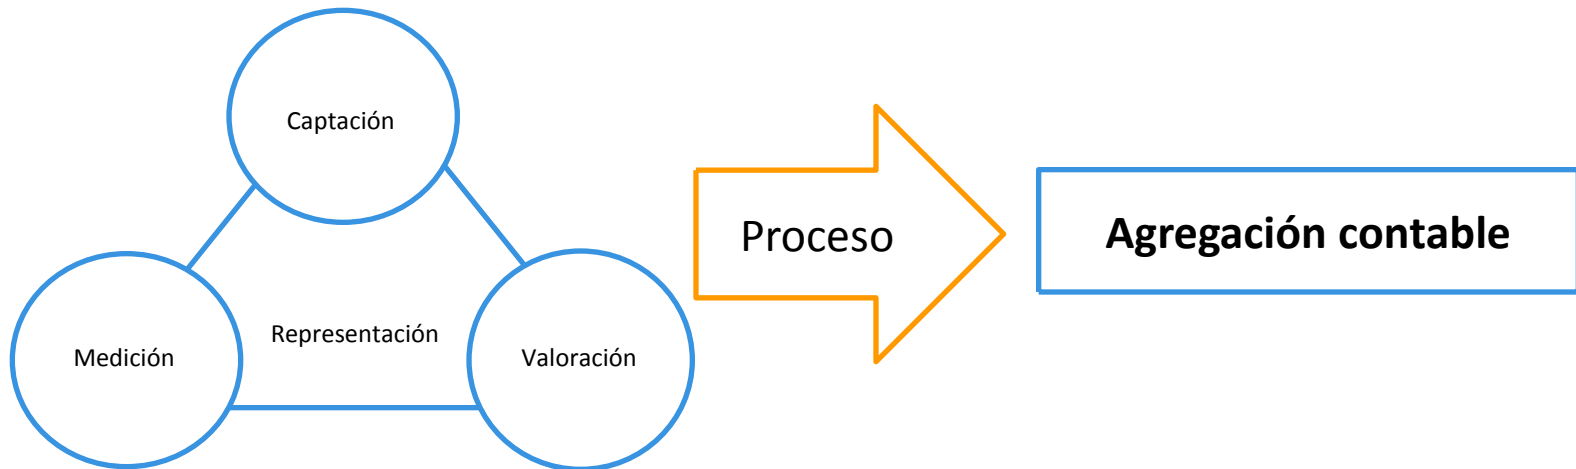 Captación
Medición
Representación
Valoración
Proceso
Agregación contable